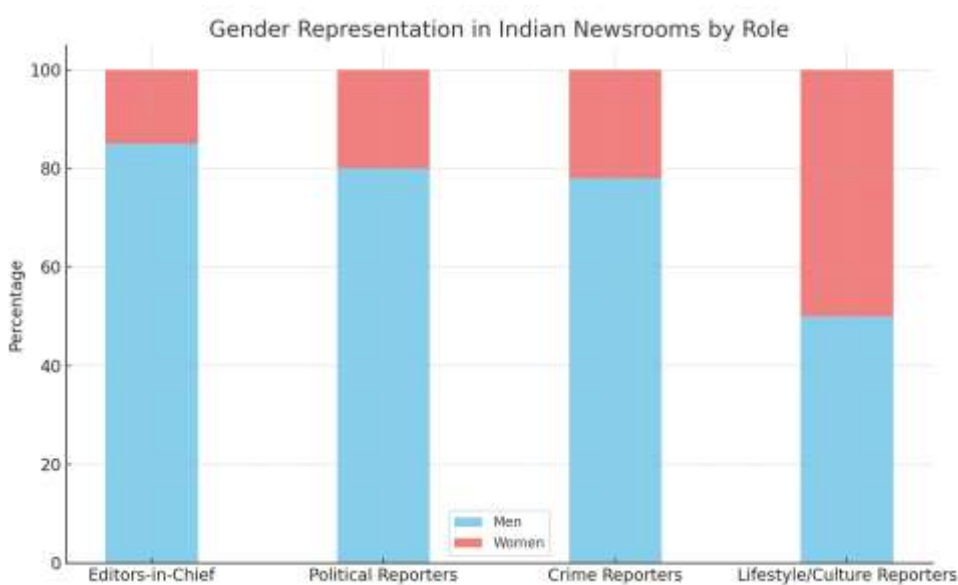 Gender Representation in Indian Newsrooms by Role
100
80
60
40
20
0
Percentage
Men
Women
Editors-in-Chief
Political Reporters
Crime Reporters
Lifestyle/Culture Reporters